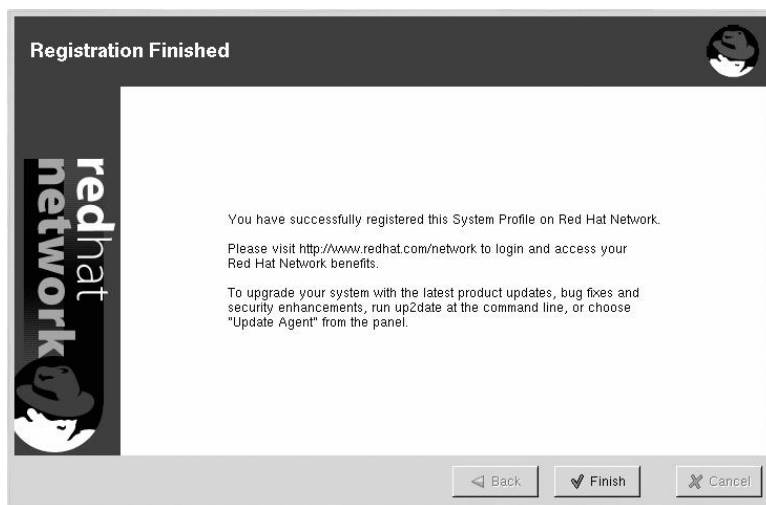 Registration Finished
redhat
network
You have successfully registered this System Profile on Red Hat Network.
Please visit http://www.redhat.com/network to login and access your
Red Hat Network benefits.
To upgrade your system with the latest product updates, bug fixes and
security enhancements, run up2date at the command line, or choose
"Update Agent" from the panel.
Back
Finish
Cancel